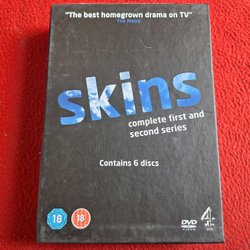 "The best homegrown drama on TV"
The Metro
skins
complete first and
second series
Contains 6 discs
18
18
DVD
VIDEO
4